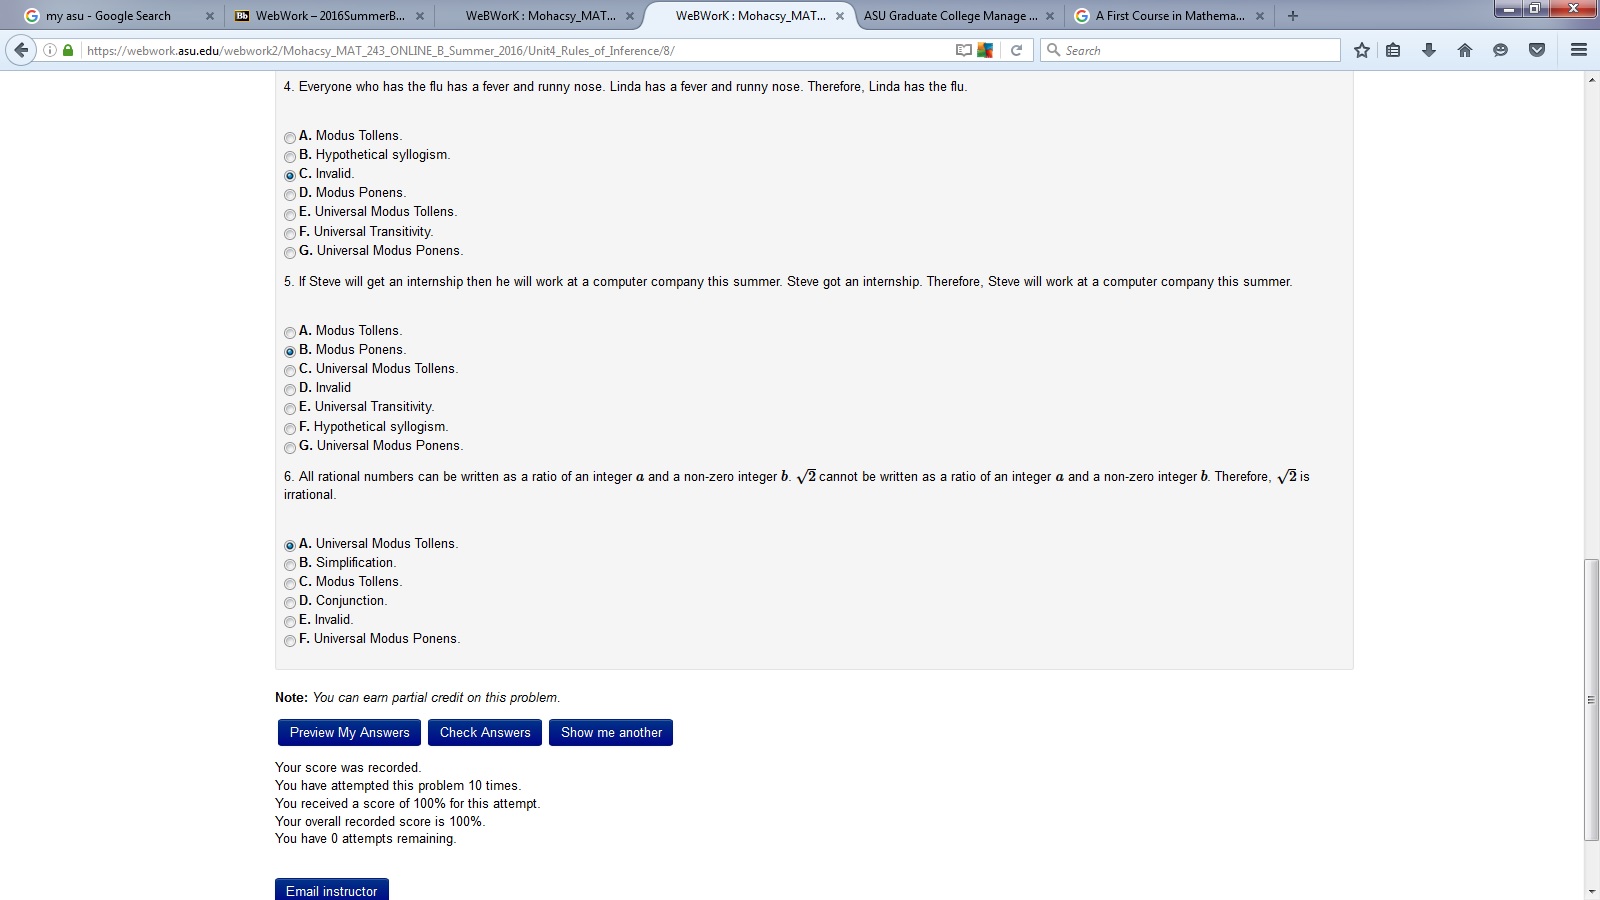 my asu - Google Search
WebWork – 2016SummerB...
WeBWorK : Mohacsy_MAT...
WeBWorK : Mohacsy_MAT...
ASU Graduate College Manage ...
A First Course in Mathema...
https://webwork.asu.edu/webwork2/Mohacsy_MAT_243_ONLINE_B_Summer_2016/Unit4_Rules_of_Inference/8/
Search
4. Everyone who has the flu has a fever and runny nose. Linda has a fever and runny nose. Therefore, Linda has the flu.
A. Modus Tollens.
B. Hypothetical syllogism.
C. Invalid.
D. Modus Ponens.
E. Universal Modus Tollens.
F. Universal Transitivity.
G. Universal Modus Ponens.
5. If Steve will get an internship then he will work at a computer company this summer. Steve got an internship. Therefore, Steve will work at a computer company this summer.
A. Modus Tollens.
B. Modus Ponens.
C. Universal Modus Tollens.
D. Invalid
E. Universal Transitivity.
F. Hypothetical syllogism.
G. Universal Modus Ponens.
6. All rational numbers can be written as a ratio of an integer a and a non-zero integer b. √2 cannot be written as a ratio of an integer a and a non-zero integer b. Therefore, √2 is
irrational.
A. Universal Modus Tollens.
B. Simplification.
C. Modus Tollens.
D. Conjunction.
E. Invalid.
F. Universal Modus Ponens.
Note: You can earn partial credit on this problem.
Preview My Answers
Check Answers
Show me another
Your score was recorded.
You have attempted this problem 10 times.
You received a score of 100% for this attempt.
Your overall recorded score is 100%.
You have 0 attempts remaining.
Email instructor